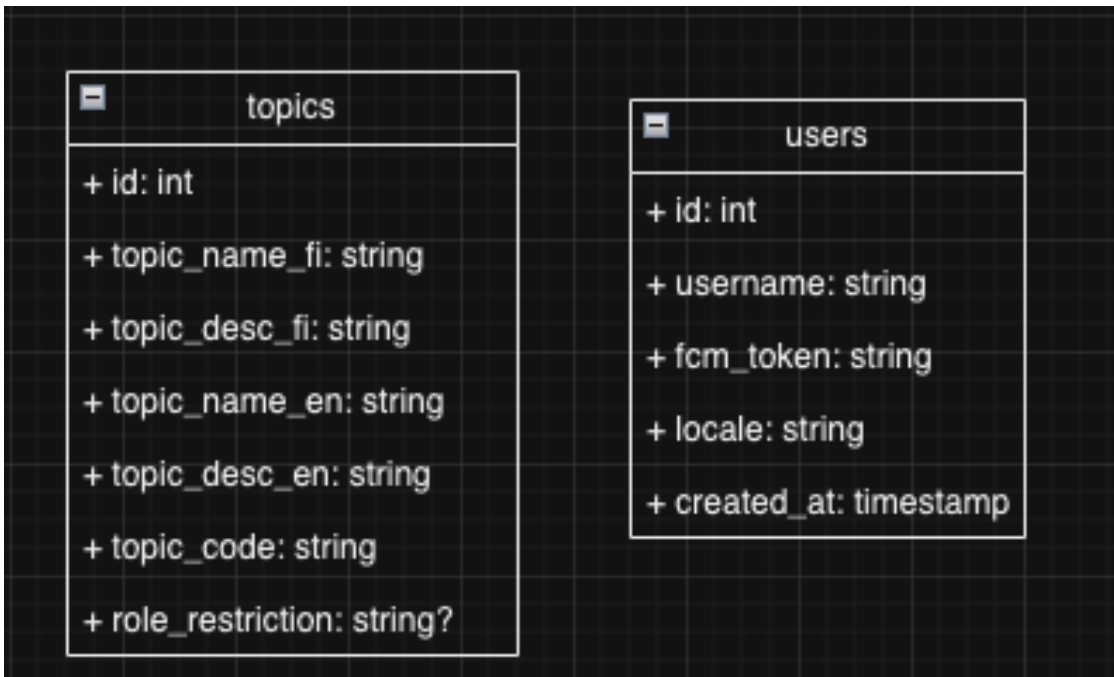 topics
+ id: int
+ topic_name_fi: string
+ topic_desc_fi: string
+ topic_name_en: string
+ topic_desc_en: string
+ topic_code: string
+ role_restriction: string?
users
+ id: int
+ username: string
+ fcm_token: string
+ locale: string
+ created_at: timestamp